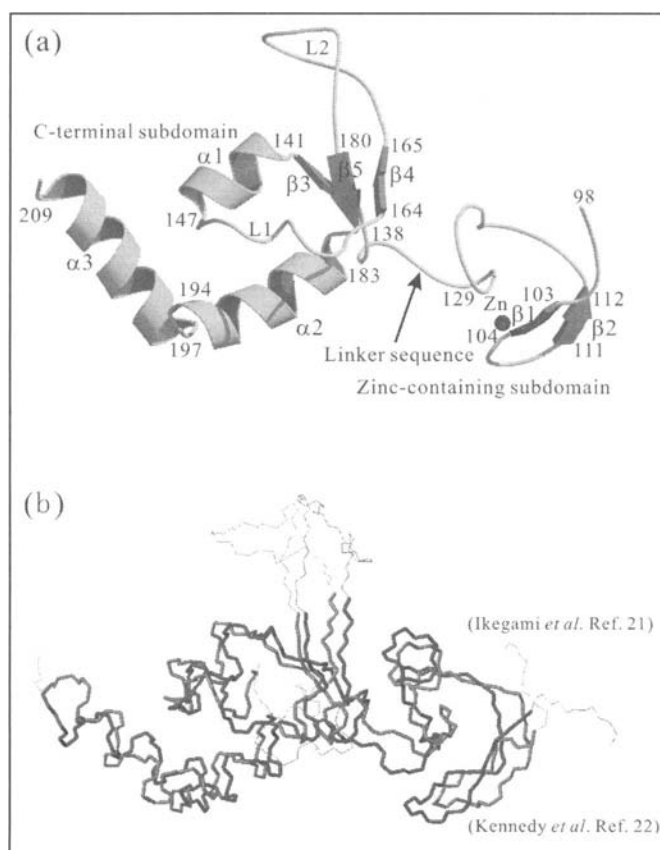 (a)
L2
C-terminal subdomain
α1
141
180
165
β3
β5
β4
98
209
147
L1
164
138
α3
183
129
Zn
103
112
194
α2
104
β1
β2
197
Linker sequence
111
Zinc-containing subdomain
(b)
(Ikegami et al. Ref. 21)
(Kennedy et al. Ref. 22)